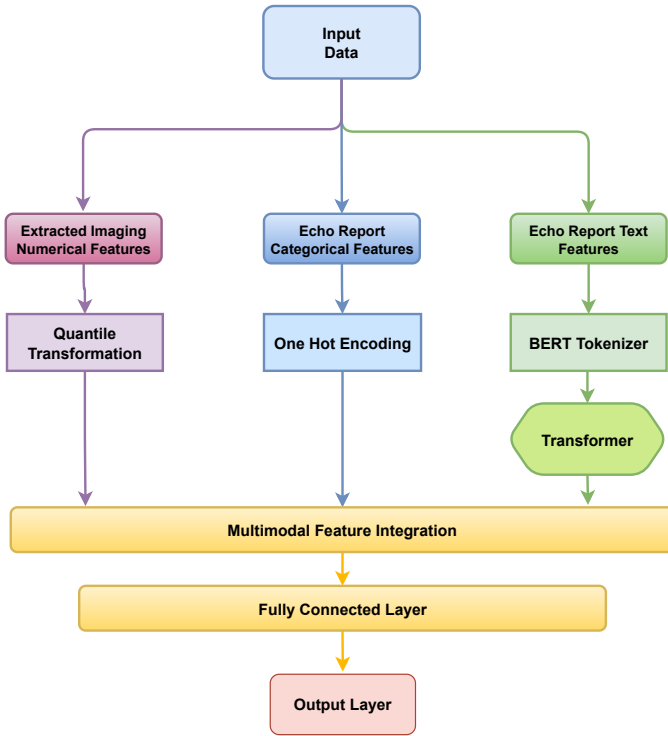 Input
Data
Extracted Imaging
Numerical Features
Echo Report
Categorical Features
Echo Report Text
Features
Quantile
Transformation
One Hot Encoding
BERT Tokenizer
Transformer
Multimodal Feature Integration
Fully Connected Layer
Output Layer